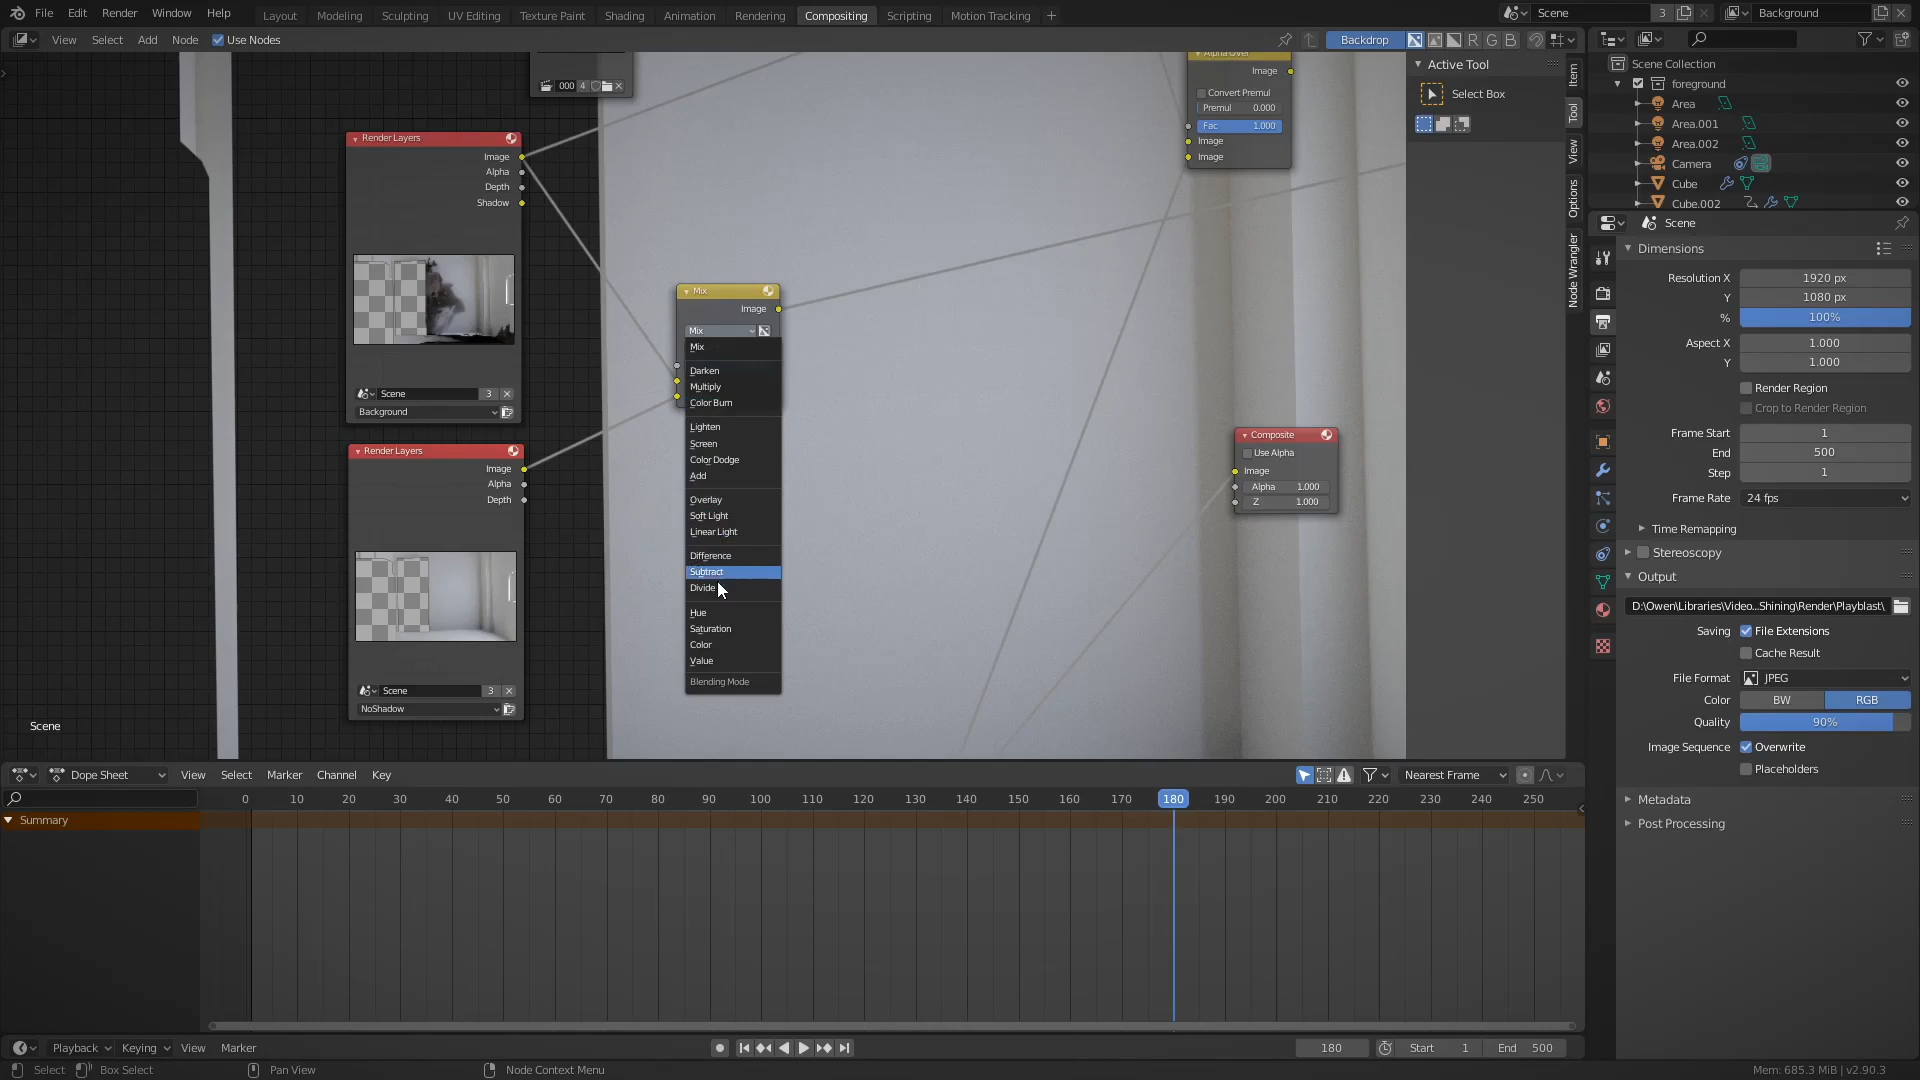 File Edit Render Window Help Layout Modeling Sculpting UV Editing Texture Paint Shading Animation Rendering Compositing Scripting Motion Tracking + Scene 3 Background
View Select Add Node Use Nodes Backdrop R G B
Scene Collection
foreground
Area
Area.001
Area.002
Camera
Cube
Cube.002
Active Tool
Select Box
Item
Tool
View
Options
Node Wrangler
000 4
Image
Convert Premul
Premul 0.000
Fac 1.000
Image
Image
Render Layers
Image
Alpha
Depth
Shadow
Scene 3
Background
Render Layers
Image
Alpha
Depth
Scene 3
NoShadow
Mix
Image
Mix
Mix
Darken
Multiply
Color Burn
Lighten
Screen
Color Dodge
Add
Overlay
Soft Light
Linear Light
Difference
Subtract
Divide
Hue
Saturation
Color
Value
Blending Mode
Composite
Use Alpha
Image
Alpha 1.000
Z 1.000
Scene
Scene
Dimensions
Resolution X 1920 px
Y 1080 px
% 100%
Aspect X 1.000
Y 1.000
Render Region
Crop to Render Region
Frame Start 1
End 500
Step 1
Frame Rate 24 fps
Time Remapping
Stereoscopy
Output
D:\Owen\Libraries\Video...Shining\Render\Playblast\
Saving File Extensions
Cache Result
File Format JPEG
Color BW RGB
Quality 90%
Image Sequence Overwrite
Placeholders
Metadata
Post Processing
Dope Sheet View Select Marker Channel Key Nearest Frame
0 10 20 30 40 50 60 70 80 90 100 110 120 130 140 150 160 170 180 190 200 210 220 230 240 250
Summary
Playback Keying View Marker 180 Start 1 End 500
Select Box Select Pan View Node Context Menu Mem: 685.3 MiB | v2.90.3